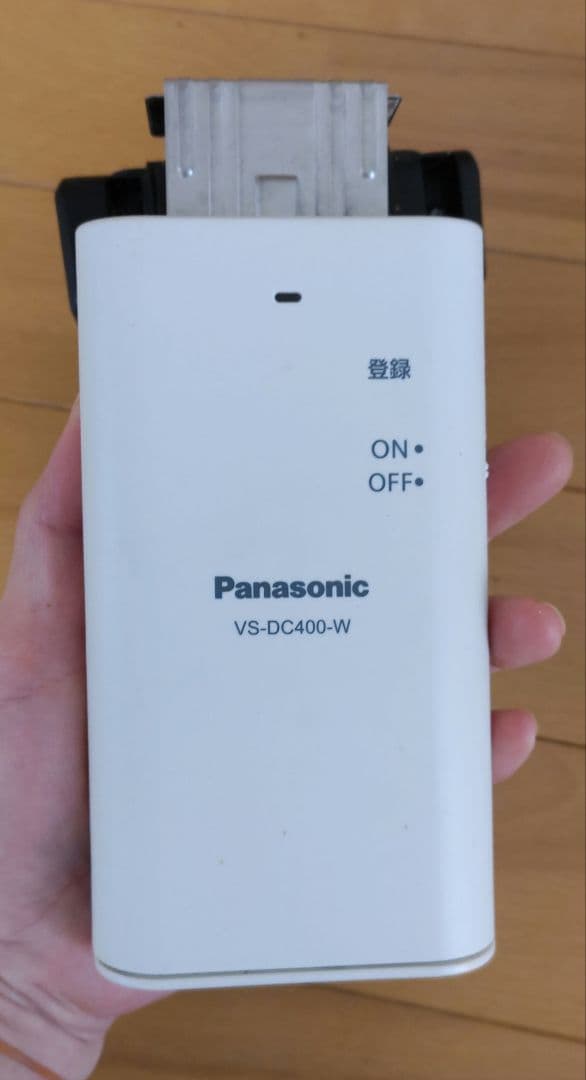 登録
ON
OFF
Panasonic
VS-DC400-W